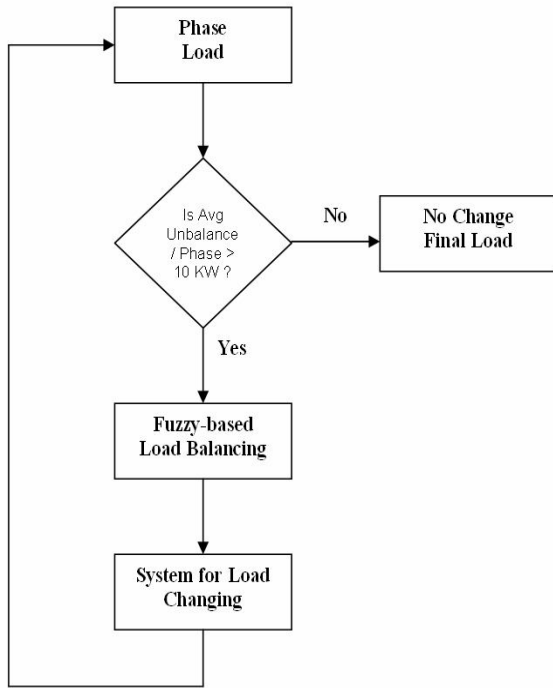 Phase
Load
Is Avg
Unbalance
/ Phase >
10 KW ?
No
No Change
Final Load
Yes
Fuzzy-based
Load Balancing
System for Load
Changing